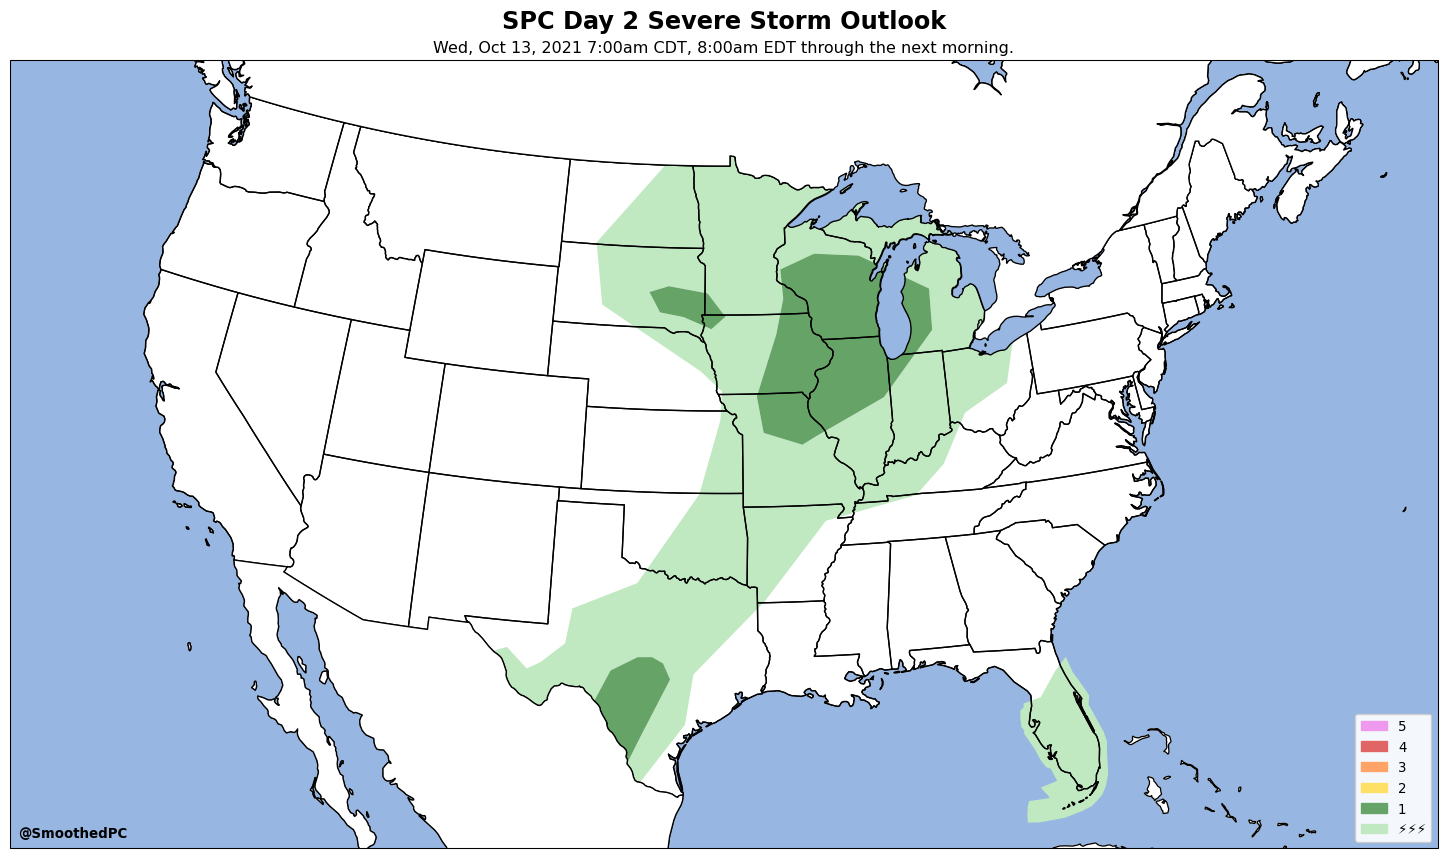 SPC Day 2 Severe Storm Outlook
Wed, Oct 13, 2021 7:00am CDT, 8:00am EDT through the next morning.
5
4
3
2
1
⚡⚡⚡
@SmoothedPC